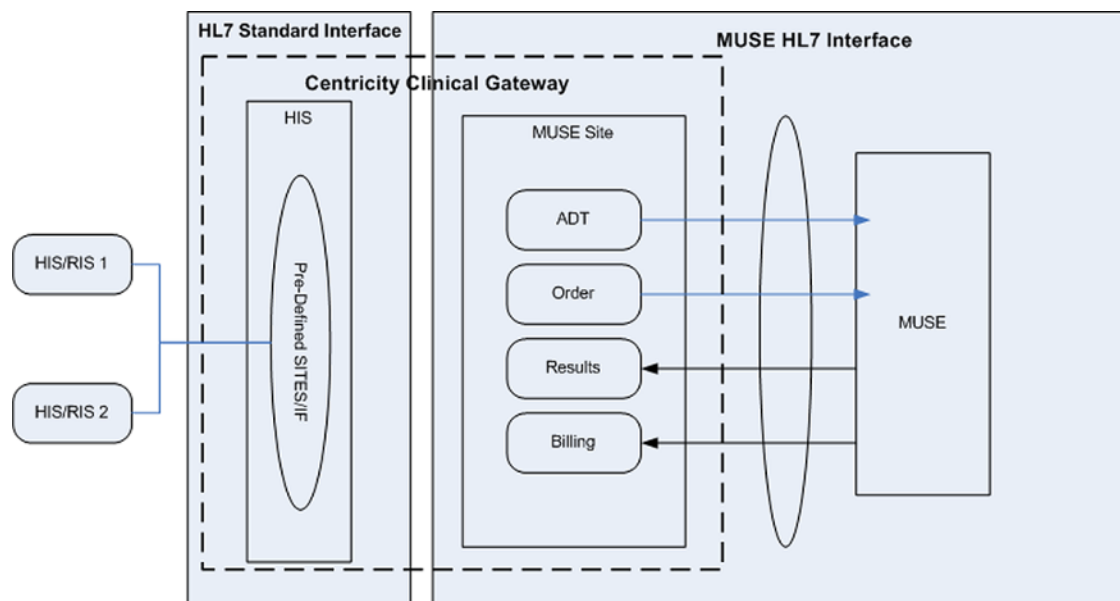 HL7 Standard Interface
MUSE HL7 Interface
Centricity Clinical Gateway
HIS
MUSE Site
ADT
HIS/RIS 1
Pre-Defined SITES/IF
Order
MUSE
Results
HIS/RIS 2
Billing